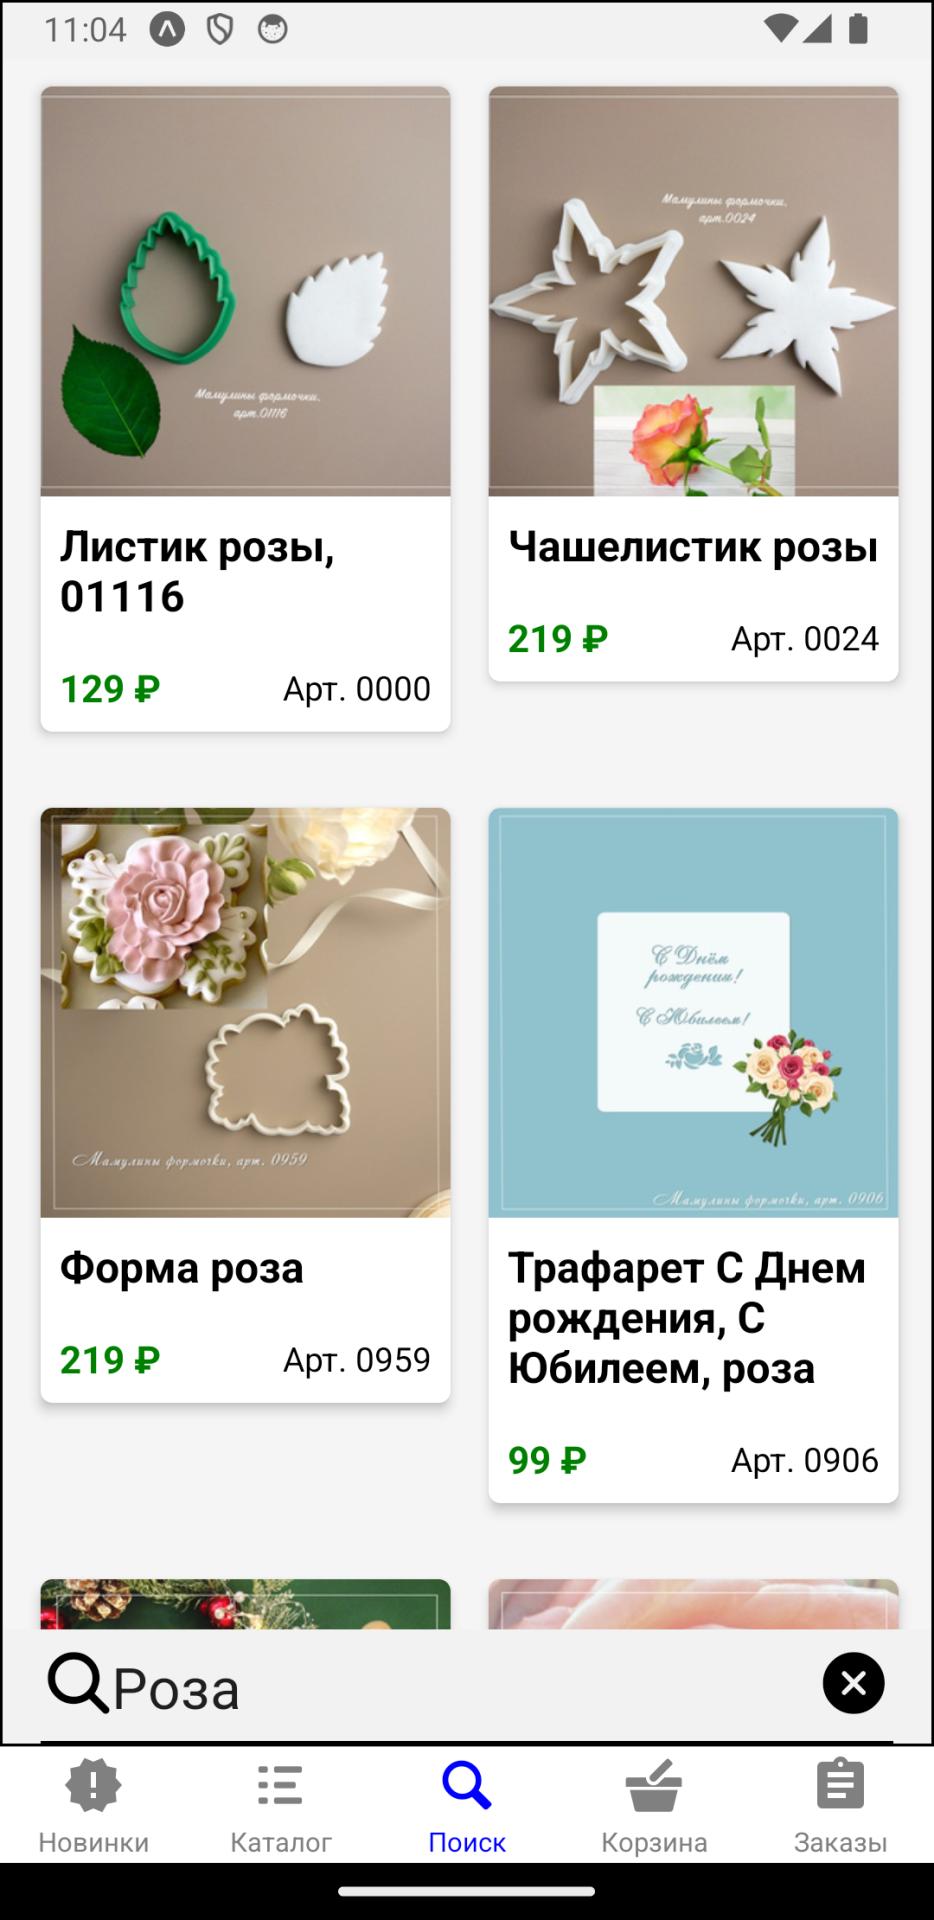 11:04
Мамулины формочки.
арт.01116
Мамулины формочки.
арт.0024
Листик розы,
01116
129 ₽ Арт. 0000
Чашелистик розы
219 ₽ Арт. 0024
Мамулины формочки, арт. 0959
С Днём
рождения!
С Юбилеем!
Мамулины формочки, арт. 0906
Форма роза
219 ₽ Арт. 0959
Трафарет С Днем
рождения, С
Юбилеем, роза
99 ₽ Арт. 0906
Роза
Новинки Каталог Поиск Корзина Заказы